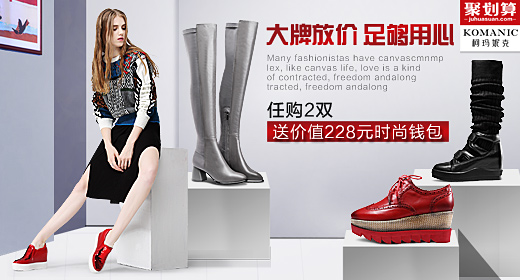 聚划算
juhuasuan.com
KOMANIC
柯玛妮克
大牌放价 足够用心
Many fashionistas have canvascmnmp
lex, like canvas life, love is a kind
of contracted, freedom andalong
tracted, freedom andalong
任购2双
送价值228元时尚钱包